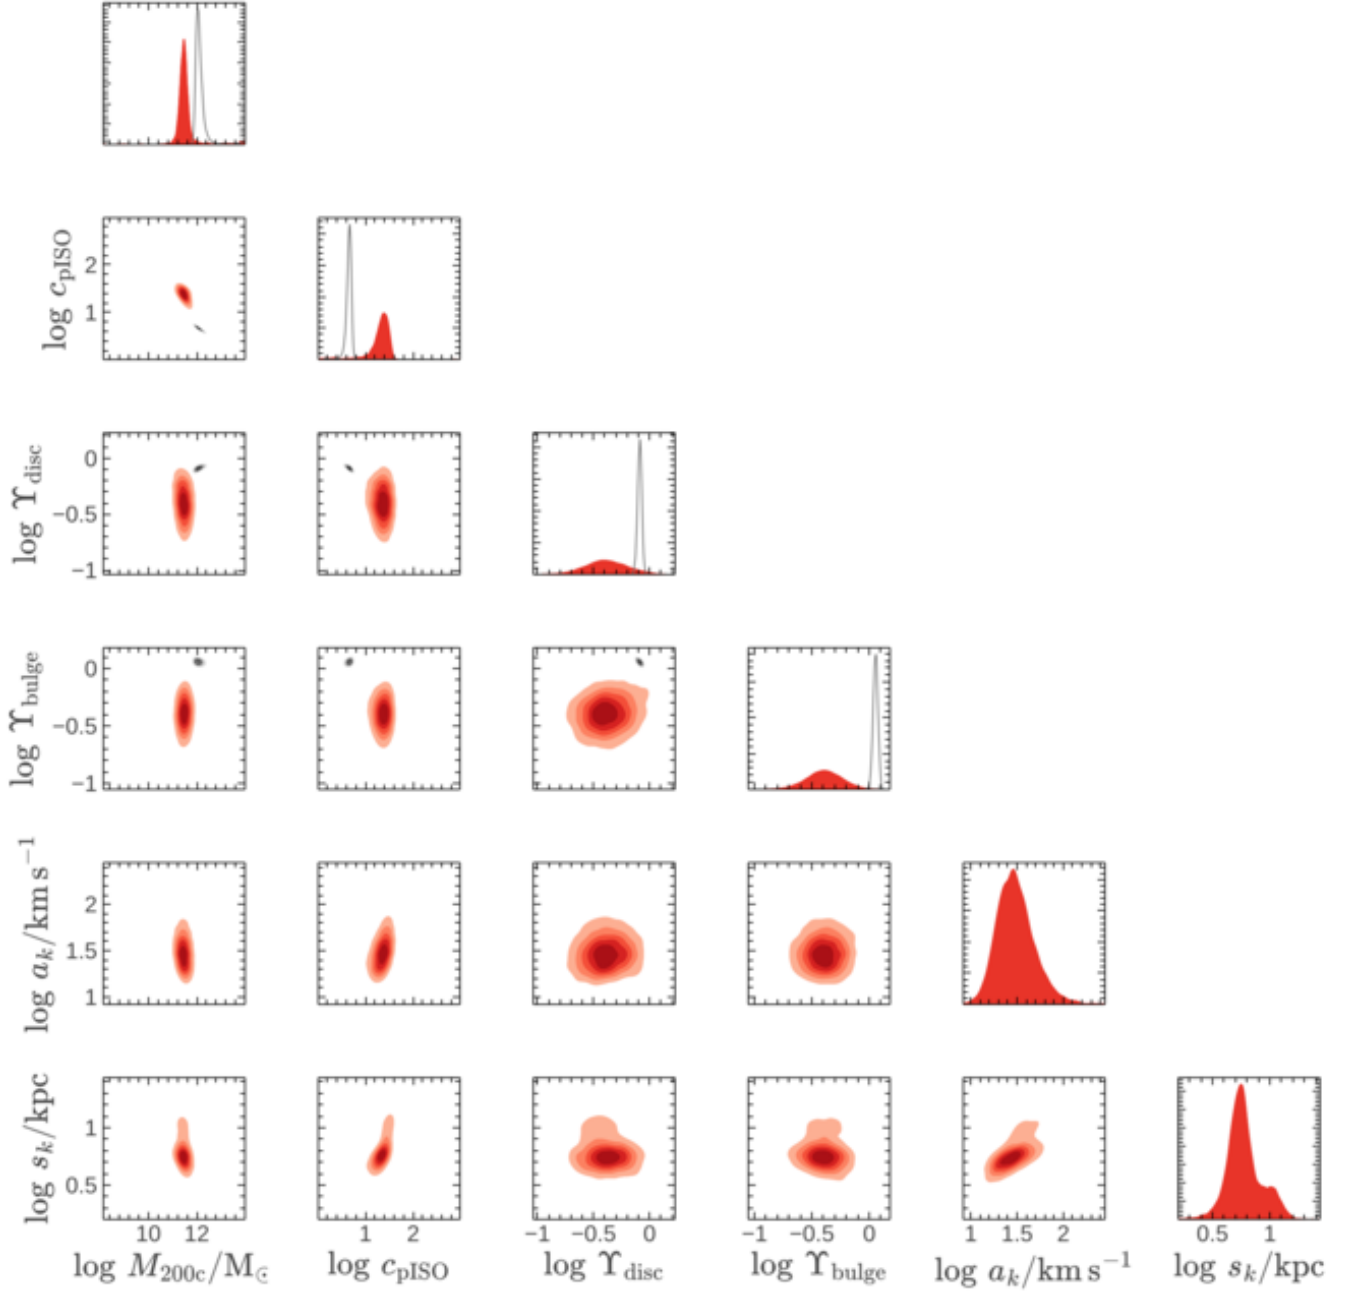 log c_pISO
2
1
log ϒ_disc
0
−0.5
−1
log ϒ_bulge
0
−0.5
−1
log a_k/km s⁻¹
2
1.5
1
log s_k/kpc
1
0.5
10 12
1 2
−1 −0.5 0
−1 −0.5 0
1 1.5 2
0.5 1
log M_200c/M_⊙
log c_pISO
log ϒ_disc
log ϒ_bulge
log a_k/km s⁻¹
log s_k/kpc